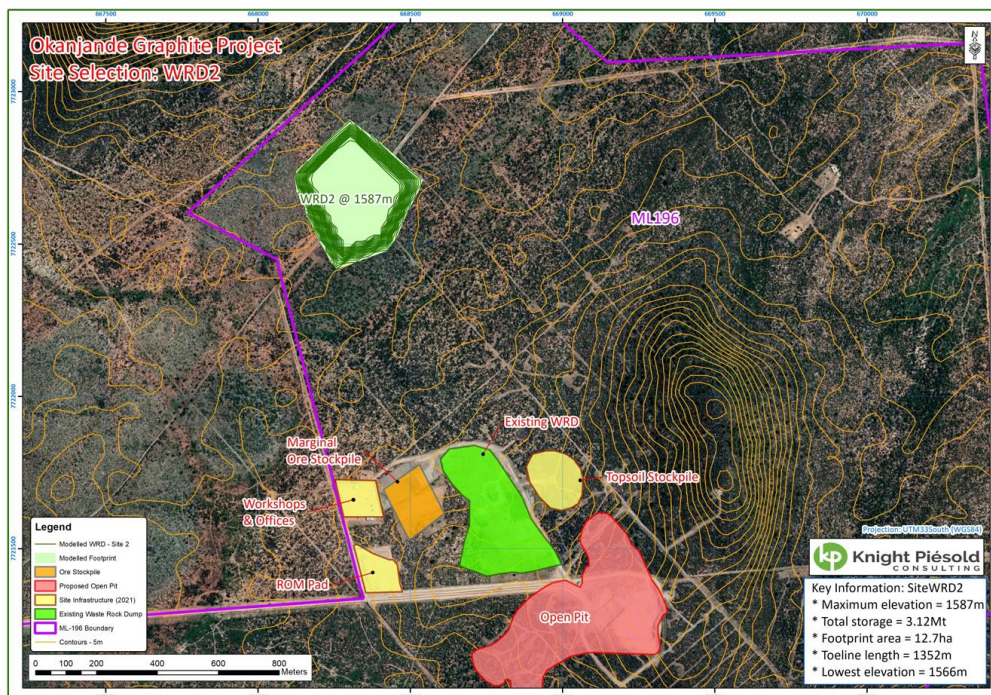 667500 668000 668500 669000 669500 670000
Okanjande Graphite Project
Site Selection: WRD2
7723000
WRD2 @ 1587m
ML196
7722500
7722000
Existing WRD
Marginal
Ore Stockpile
Topsoil Stockpile
Workshops
& Offices
7721500
ROM Pad
Open Pit
Legend
Modelled WRD - Site 2
Modelled Footprint
Ore Stockpile
Proposed Open Pit
Site Infrastructure (2021)
Existing Waste Rock Dump
ML-196 Boundary
Contours - 5m
0 100 200 400 600 800
Meters
Projection: UTM33South (WGS84)
kp Knight Piésold
CONSULTING
Key Information: SiteWRD2
* Maximum elevation = 1587m
* Total storage = 3.12Mt
* Footprint area = 12.7ha
* Toeline length = 1352m
* Lowest elevation = 1566m